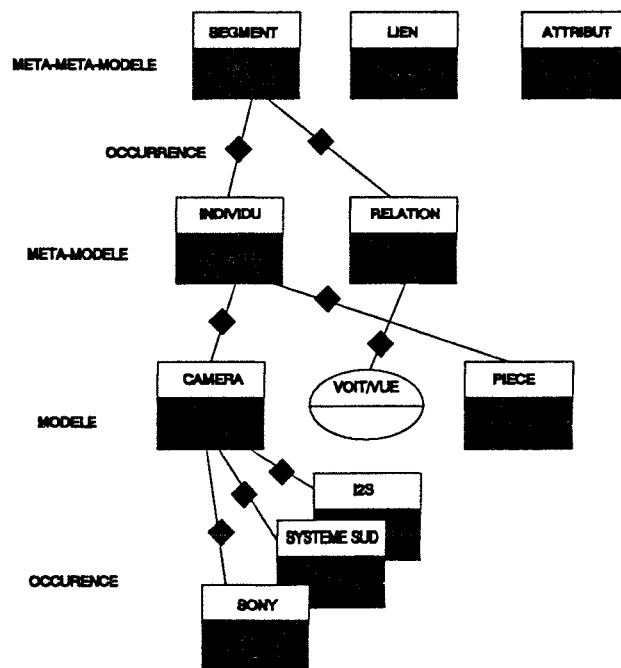 SEGMENT
LIEN
ATTRIBUT
META-META-MODELE
OCCURRENCE
INDIVIDU
RELATION
META-MODELE
CAMERA
VOIT/VUE
PIECE
MODELE
I2S
SYSTEME SUD
OCCURENCE
SONY